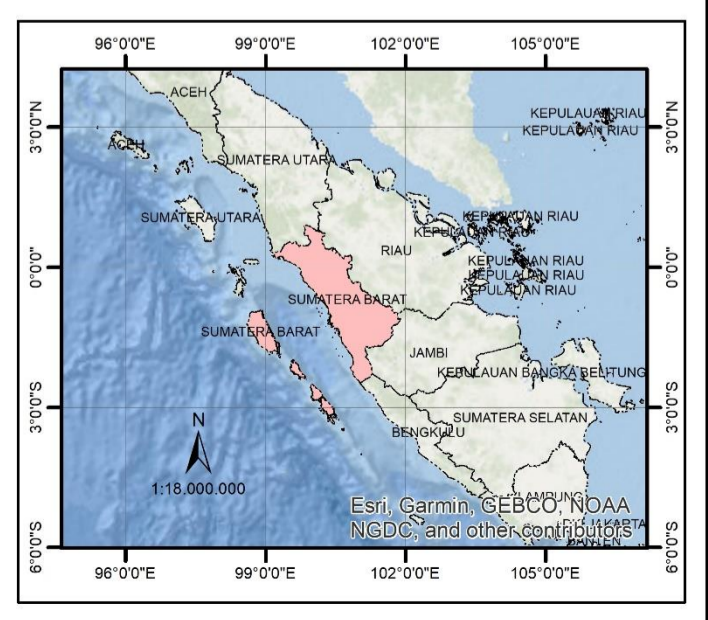 96°0'0"E 99°0'0"E 102°0'0"E 105°0'0"E
3°0'0"N
3°0'0"N
ACEH
KEPULAUAN RIAU
KEPULAUAN RIAU
ACEH
SUMATERA UTARA
SUMATERA UTARA
KEPULAUAN RIAU
KEPULAUAN RIAU
RIAU
0°0'0"
0°0'0"
KEPULAUAN RIAU
KEPULAUAN RIAU
KEPULAUAN RIAU
SUMATERA BARAT
SUMATERA BARAT
JAMBI
KEPULAUAN BANGKA BELITUNG
3°0'0"S
3°0'0"S
SUMATERA SELATAN
N
BENGKULU
1:18.000.000
LAMPUNG
Esri, Garmin, GEBCO, NOAA
NGDC, and other contributors
BANTEN
6°0'0"S
6°0'0"S
96°0'0"E 99°0'0"E 102°0'0"E 105°0'0"E